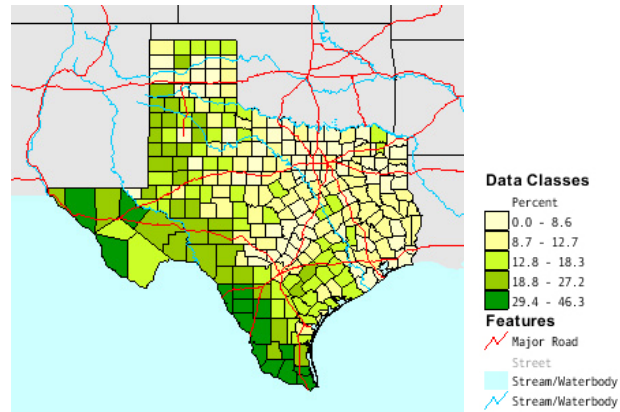 Data Classes
Percent
0.0 - 8.6
8.7 - 12.7
12.8 - 18.3
18.8 - 27.2
29.4 - 46.3
Features
Major Road
Street
Stream/Waterbody
Stream/Waterbody